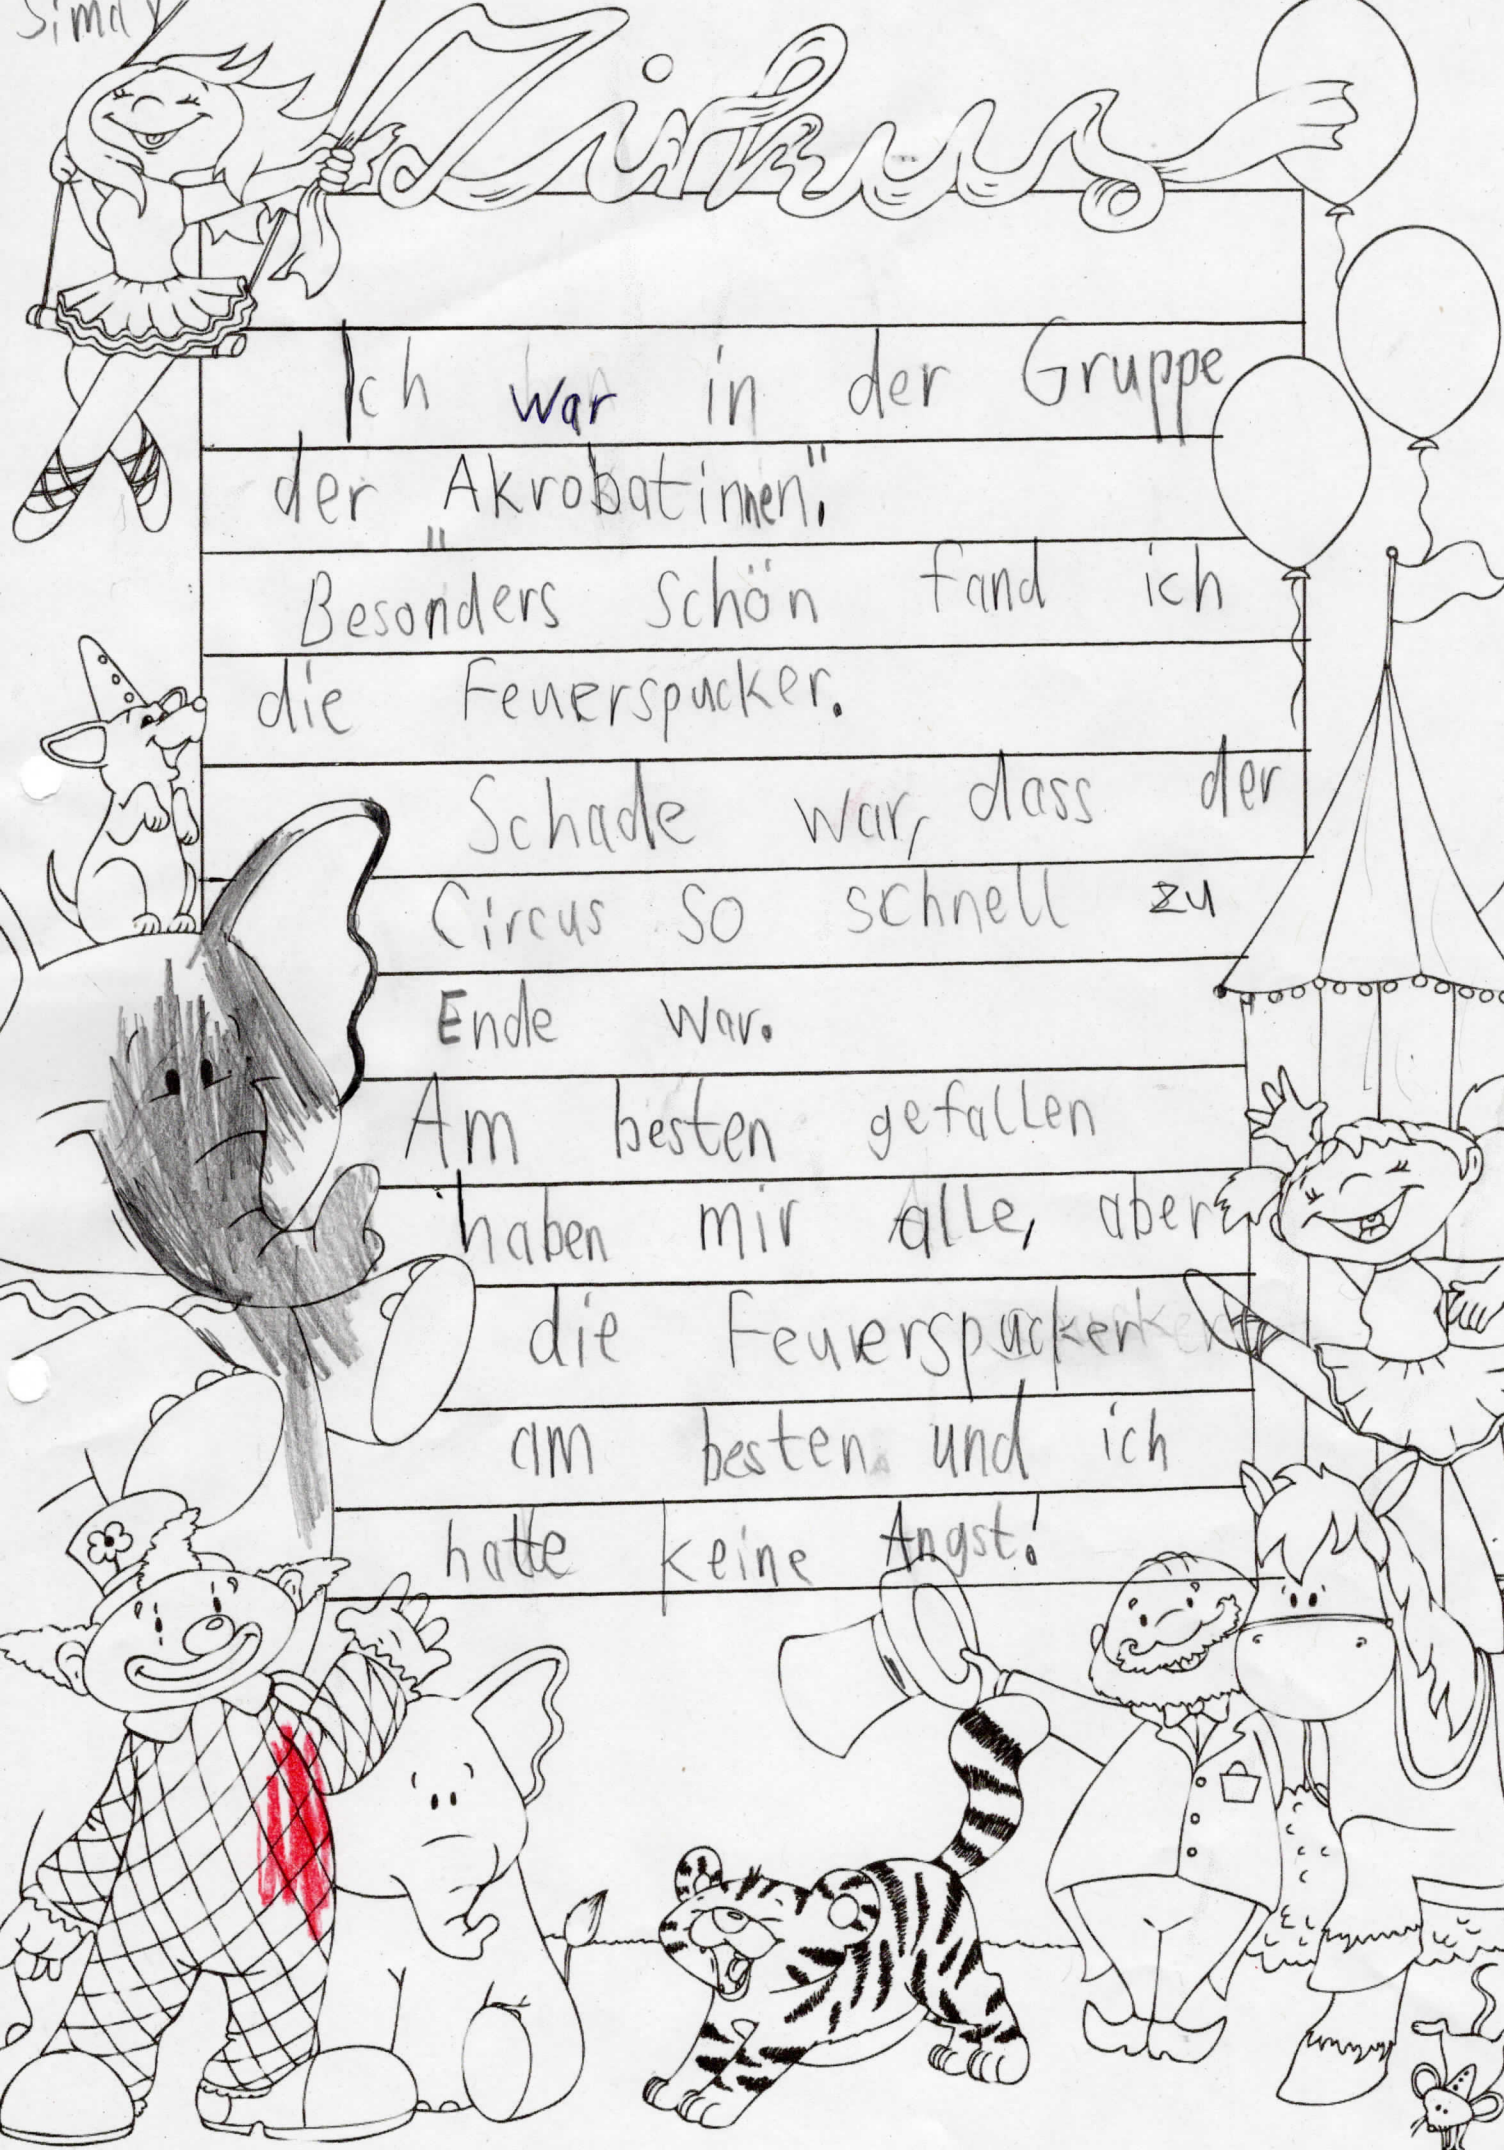 Simay
Zirkus
Ich war in der Gruppe
der „Akrobatinnen“.
Besonders schön fand ich
die Feuerspucker.
Schade war, dass der
Circus so schnell zu
Ende war.
Am besten gefallen
haben mir alle, aber
die Feuerspucker
am besten und ich
hatte keine Angst!